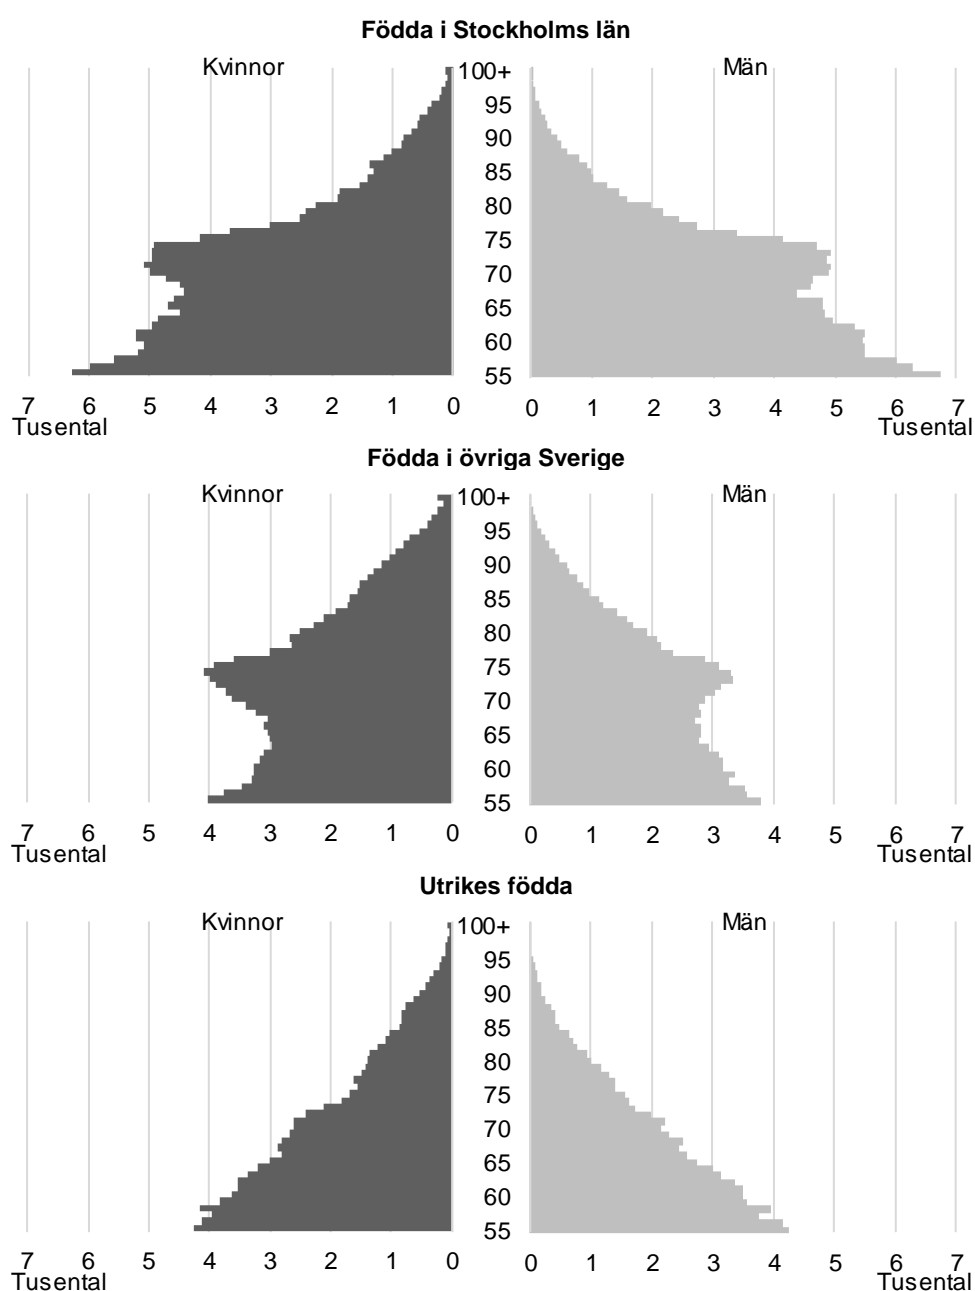 Födda i Stockholms län
Kvinnor 100+ Män
95
90
85
80
75
70
65
60
55
7 6 5 4 3 2 1 0 0 1 2 3 4 5 6 7
Tusental Tusental
Födda i övriga Sverige
Kvinnor 100+ Män
95
90
85
80
75
70
65
60
55
7 6 5 4 3 2 1 0 0 1 2 3 4 5 6 7
Tusental Tusental
Utrikes födda
Kvinnor 100+ Män
95
90
85
80
75
70
65
60
55
7 6 5 4 3 2 1 0 0 1 2 3 4 5 6 7
Tusental Tusental